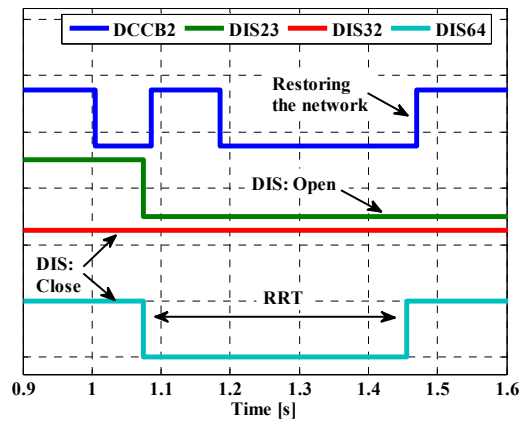 DCCB2 DIS23 DIS32 DIS64
Restoring
the network
DIS: Open
DIS:
Close
RRT
0.9 1 1.1 1.2 1.3 1.4 1.5 1.6
Time [s]